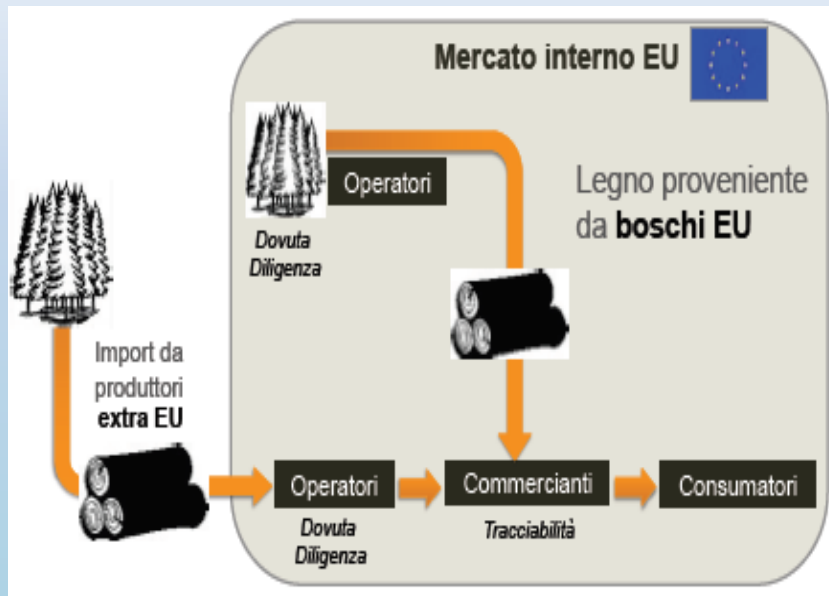 Mercato interno EU
Operatori
Dovuta
Diligenza
Legno proveniente
da boschi EU
Import da
produttori
extra EU
Operatori
Commercianti
Consumatori
Dovuta
Diligenza
Tracciabilità